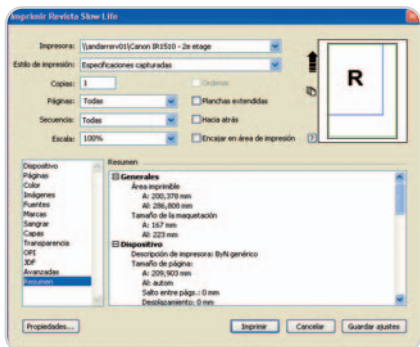 Imprimir Revista Slow Life
Impresora: \\andarrsrv01\Canon IR1510 - 2e etage
Estilo de impresión: Especificaciones capturadas
Copias: 1
Ordenar
Páginas: Todas
Planchas extendidas
Secuencia: Todas
Hacia atrás
Escala: 100%
Encajar en área de impresión
?
R
Dispositivo
Páginas
Color
Imágenes
Fuentes
Marcas
Sangrar
Capas
Transparencia
OPI
JDF
Avanzadas
Resumen
Resumen
Generales
Área imprimible
A: 200,378 mm
Al: 286,808 mm
Tamaño de la maquetación
A: 167 mm
Al: 223 mm
Dispositivo
Descripción de impresora: ByN genérico
Tamaño de página:
A: 209,903 mm
Al: autom
Salto entre págs.: 0 mm
Desplazamiento: 0 mm
Propiedades...
Imprimir
Cancelar
Guardar ajustes